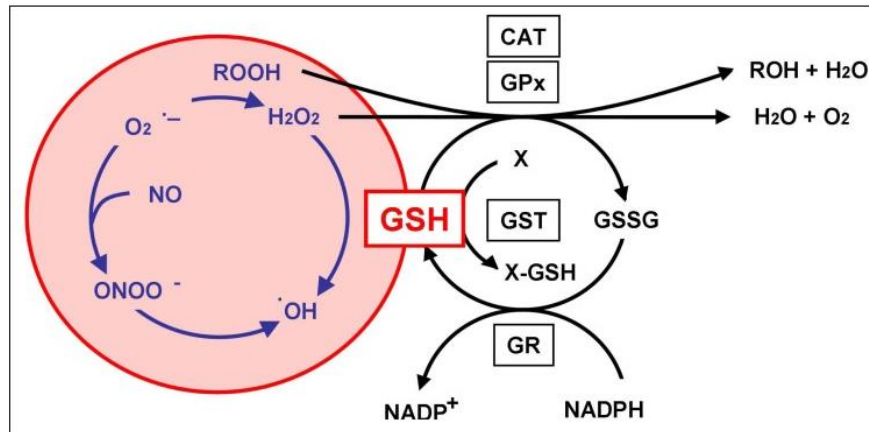 CAT
ROOH
GPx
ROH + H2O
O2 ·–
H2O2
H2O + O2
X
NO
GSH
GST
GSSG
X-GSH
ONOO -
·OH
GR
NADP+
NADPH